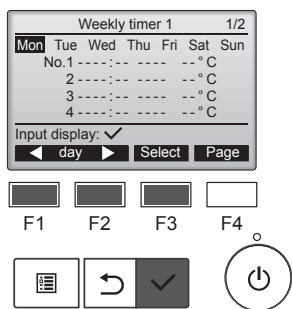 Weekly timer 1 1/2
Mon Tue Wed Thu Fri Sat Sun
No.1 - - - - : - - - - - - - - ° C
2 - - - - : - - - - - - - - ° C
3 - - - - : - - - - - - - - ° C
4 - - - - : - - - - - - - - ° C
Input display: ✓
◀ day ▶ Select Page
F1 F2 F3 F4